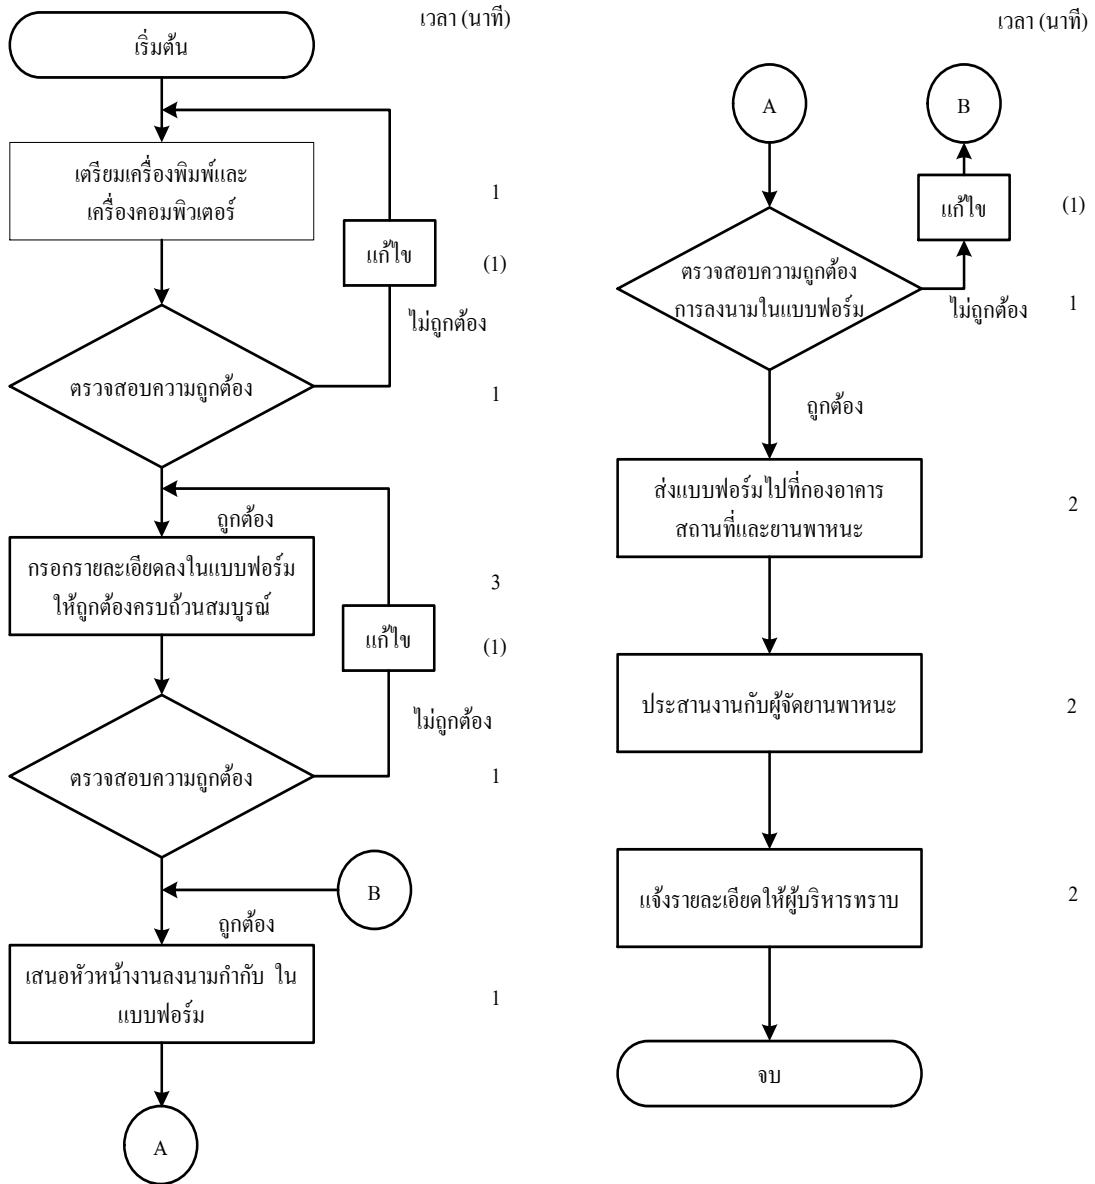 เวลา (นาที)
เริ่มต้น
เตรียมเครื่องพิมพ์และ
เครื่องคอมพิวเตอร์
1
แก้ไข
(1)
ไม่ถูกต้อง
ตรวจสอบความถูกต้อง
1
ถูกต้อง
กรอกรายละเอียดลงในแบบฟอร์ม
ให้ถูกต้องครบถ้วนสมบูรณ์
3
แก้ไข
(1)
ไม่ถูกต้อง
ตรวจสอบความถูกต้อง
1
B
ถูกต้อง
เสนอหัวหน้างานลงนามกำกับ ใน
แบบฟอร์ม
1
A
เวลา (นาที)
A
B
แก้ไข
(1)
ตรวจสอบความถูกต้อง
การลงนามในแบบฟอร์ม
ไม่ถูกต้อง
1
ถูกต้อง
ส่งแบบฟอร์มไปที่กองอาคาร
สถานที่และยานพาหนะ
2
ประสานงานกับผู้จัดยานพาหนะ
2
แจ้งรายละเอียดให้ผู้บริหารทราบ
2
จบ